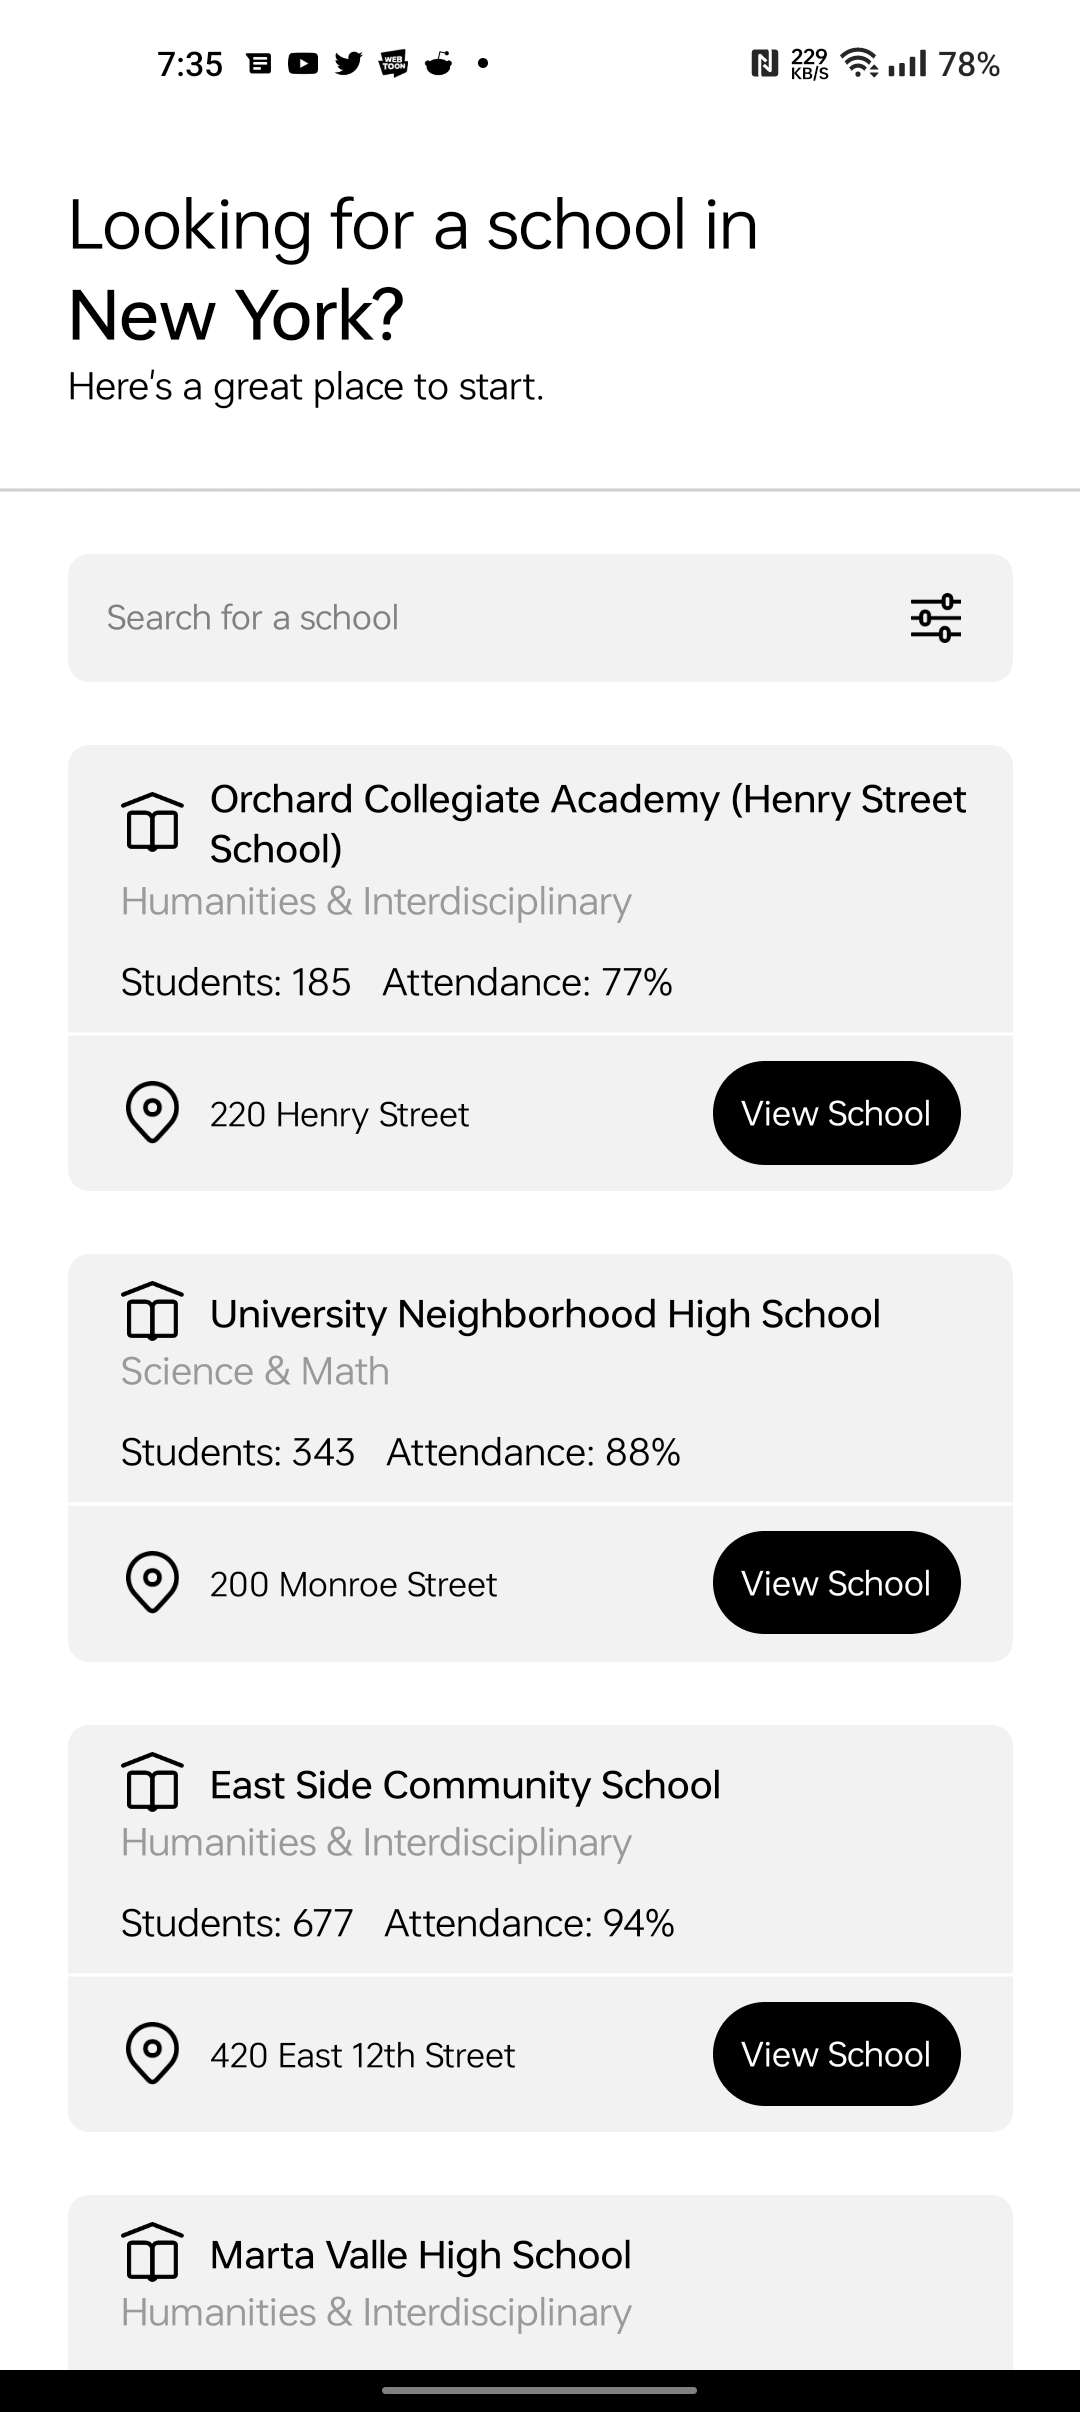 7:35 WEB TOON 229 KB/S 78%
Looking for a school in
New York?
Here's a great place to start.
Search for a school
Orchard Collegiate Academy (Henry Street
School)
Humanities & Interdisciplinary
Students: 185 Attendance: 77%
220 Henry Street View School
University Neighborhood High School
Science & Math
Students: 343 Attendance: 88%
200 Monroe Street View School
East Side Community School
Humanities & Interdisciplinary
Students: 677 Attendance: 94%
420 East 12th Street View School
Marta Valle High School
Humanities & Interdisciplinary